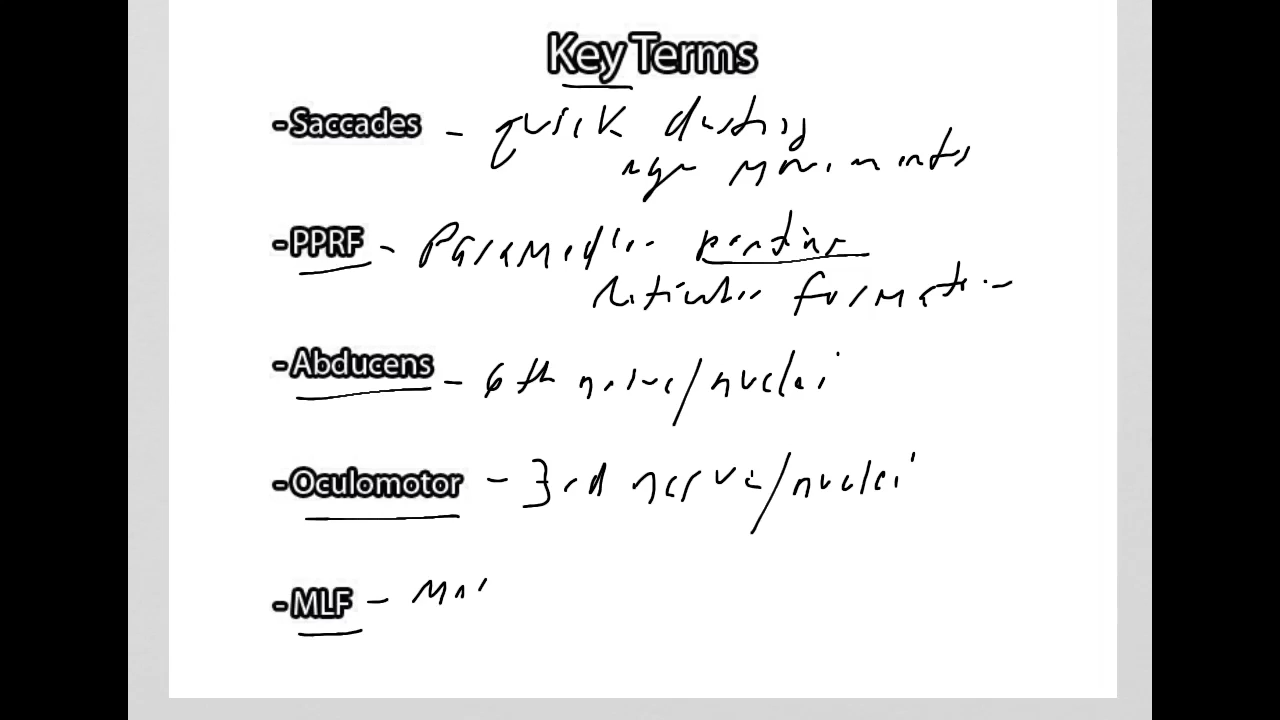 Key Terms
- Saccades - quick darting
eye movements
- PPRF - Paramedian pontine
reticular formation
- Abducens - 6th nerve/nuclei
- Oculomotor - 3rd nerve/nuclei
- MLF -